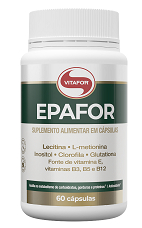 VITAFOR
EPAFOR
SUPLEMENTO ALIMENTAR EM CÁPSULAS
Lecitina • L-metionina
Inositol • Clorofila • Glutationa
Fonte de vitamina E,
vitaminas B3, B5 e B12
60 cápsulas